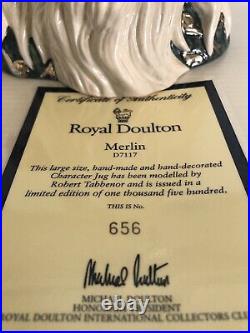 Certificate of Authenticity
Royal Doulton
Merlin
D7117
This large size, hand-made and hand-decorated
Character Jug has been modelled by
Robert Tabbenor and is issued in a
limited edition of one thousand five hundred.
THIS IS No.
656
Michael Doulton
MICHAEL DOULTON
HONORARY PRESIDENT
ROYAL DOULTON INTERNATIONAL COLLECTORS CLU